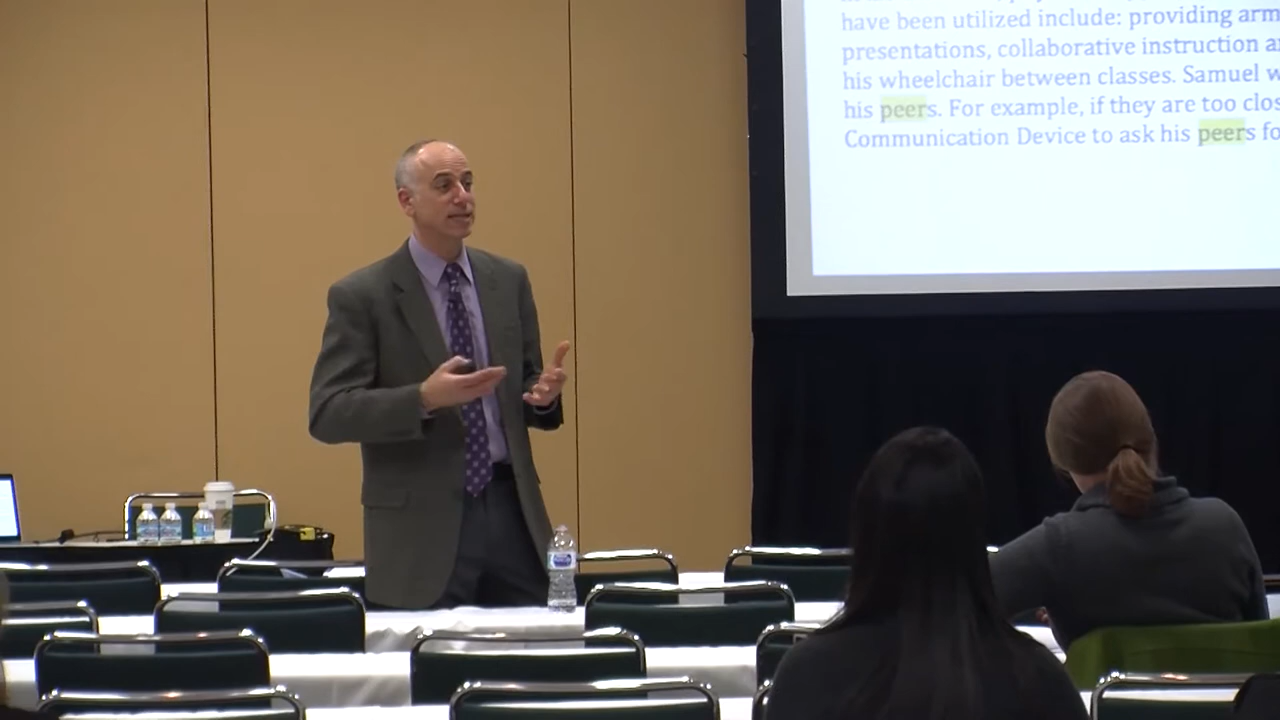 have been utilized include: providing arm
presentations, collaborative instruction a
his wheelchair between classes. Samuel w
his peers. For example, if they are too clos
Communication Device to ask his peers fo